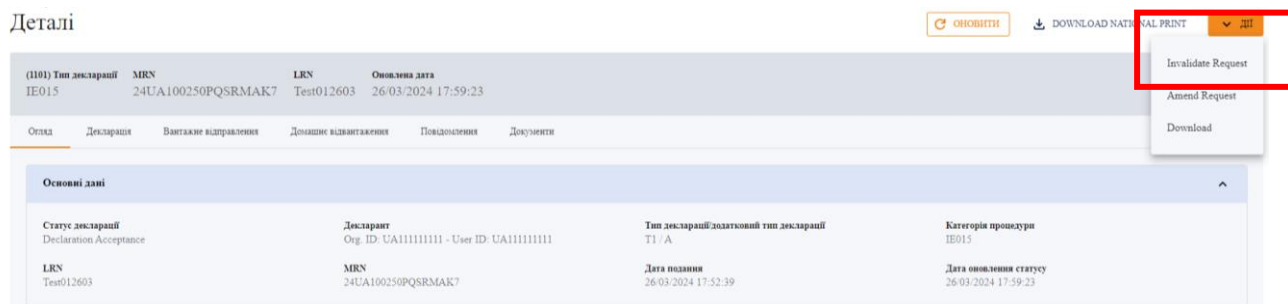 Деталі
ОНОВИТИ
DOWNLOAD NATIONAL PRINT
ДІЇ
Invalidate Request
Amend Request
Download
(1101) Тип декларації MRN LRN Оновлена дата
IE015 24UA100250PQSRMAK7 Test012603 26/03/2024 17:59:23
Огляд Декларація Вантажне відправлення Домашнє відвантаження Повідомлення Документи
Основні дані
Статус декларації Декларант Тип декларації/додатковий тип декларації Категорія процедури
Declaration Acceptance Org. ID: UA111111111 - User ID: UA111111111 T1 / A IE015
LRN MRN Дата подання Дата оновлення статусу
Test012603 24UA100250PQSRMAK7 26/03/2024 17:52:39 26/03/2024 17:59:23